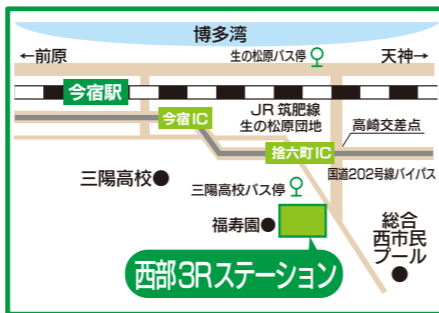 博多湾
←前原
生の松原バス停
天神→
今宿駅
今宿IC
JR 筑肥線
生の松原団地
高崎交差点
捨六町IC
国道202号線バイパス
三陽高校●
三陽高校バス停
福寿園●
総合
西市民
プール
●
西部3Rステーション